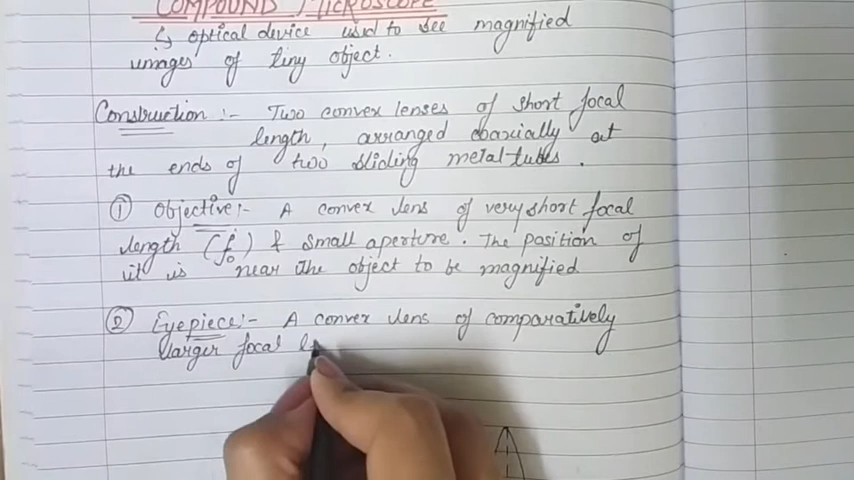 COMPOUND MICROSCOPE
↳ optical device used to see magnified
images of tiny object.
Construction :- Two convex lenses of short focal
length, arranged coaxially at
the ends of two sliding metal tubes.
① Objective:- A convex lens of very short focal
length (f₀) & small aperture. The position of
it is near the object to be magnified
② Eyepiece:- A convex lens of comparatively
larger focal l